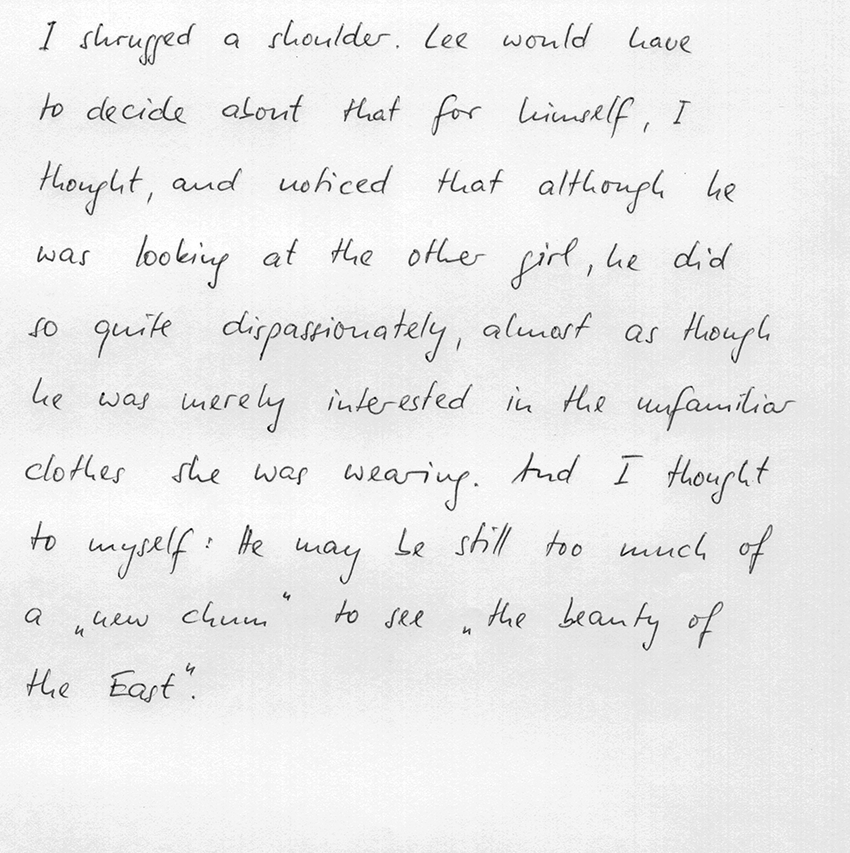 I shrugged a shoulder. Lee would have
to decide about that for himself, I
thought, and noticed that although he
was looking at the other girl, he did
so quite dispassionately, almost as though
he was merely interested in the unfamiliar
clothes she was wearing. And I thought
to myself: He may be still too much of
a „new chum" to see „the beauty of
the East".